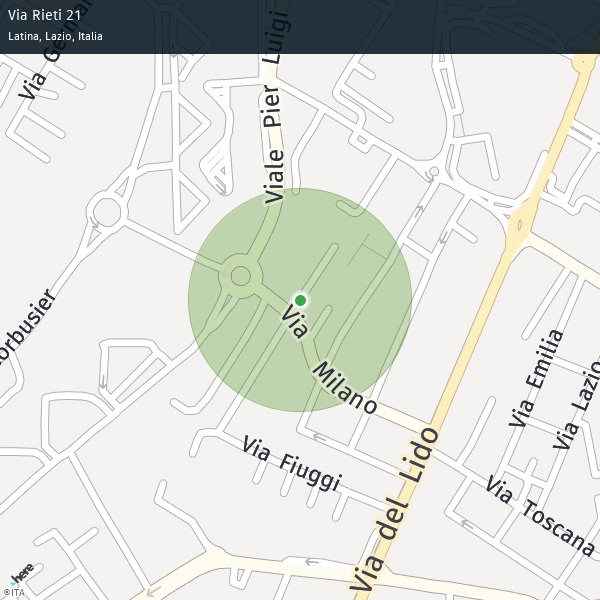 Via Rieti 21
Latina, Lazio, Italia
Viale Pier Luigi
Via
orbusier
Via Milano
Via Emilia
Via Lazio
Via Fiuggi
Via del Lido
Via Toscana
here
©ITA